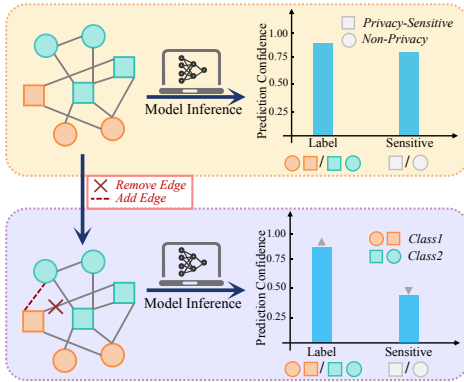 Privacy-Sensitive
Non-Privacy
Prediction Confidence
1.00
0.75
0.50
0.25
Model Inference
Label
Sensitive
/
/
Remove Edge
Add Edge
Class1
Class2
Prediction Confidence
1.00
0.75
0.50
0.25
Model Inference
Label
Sensitive
/
/